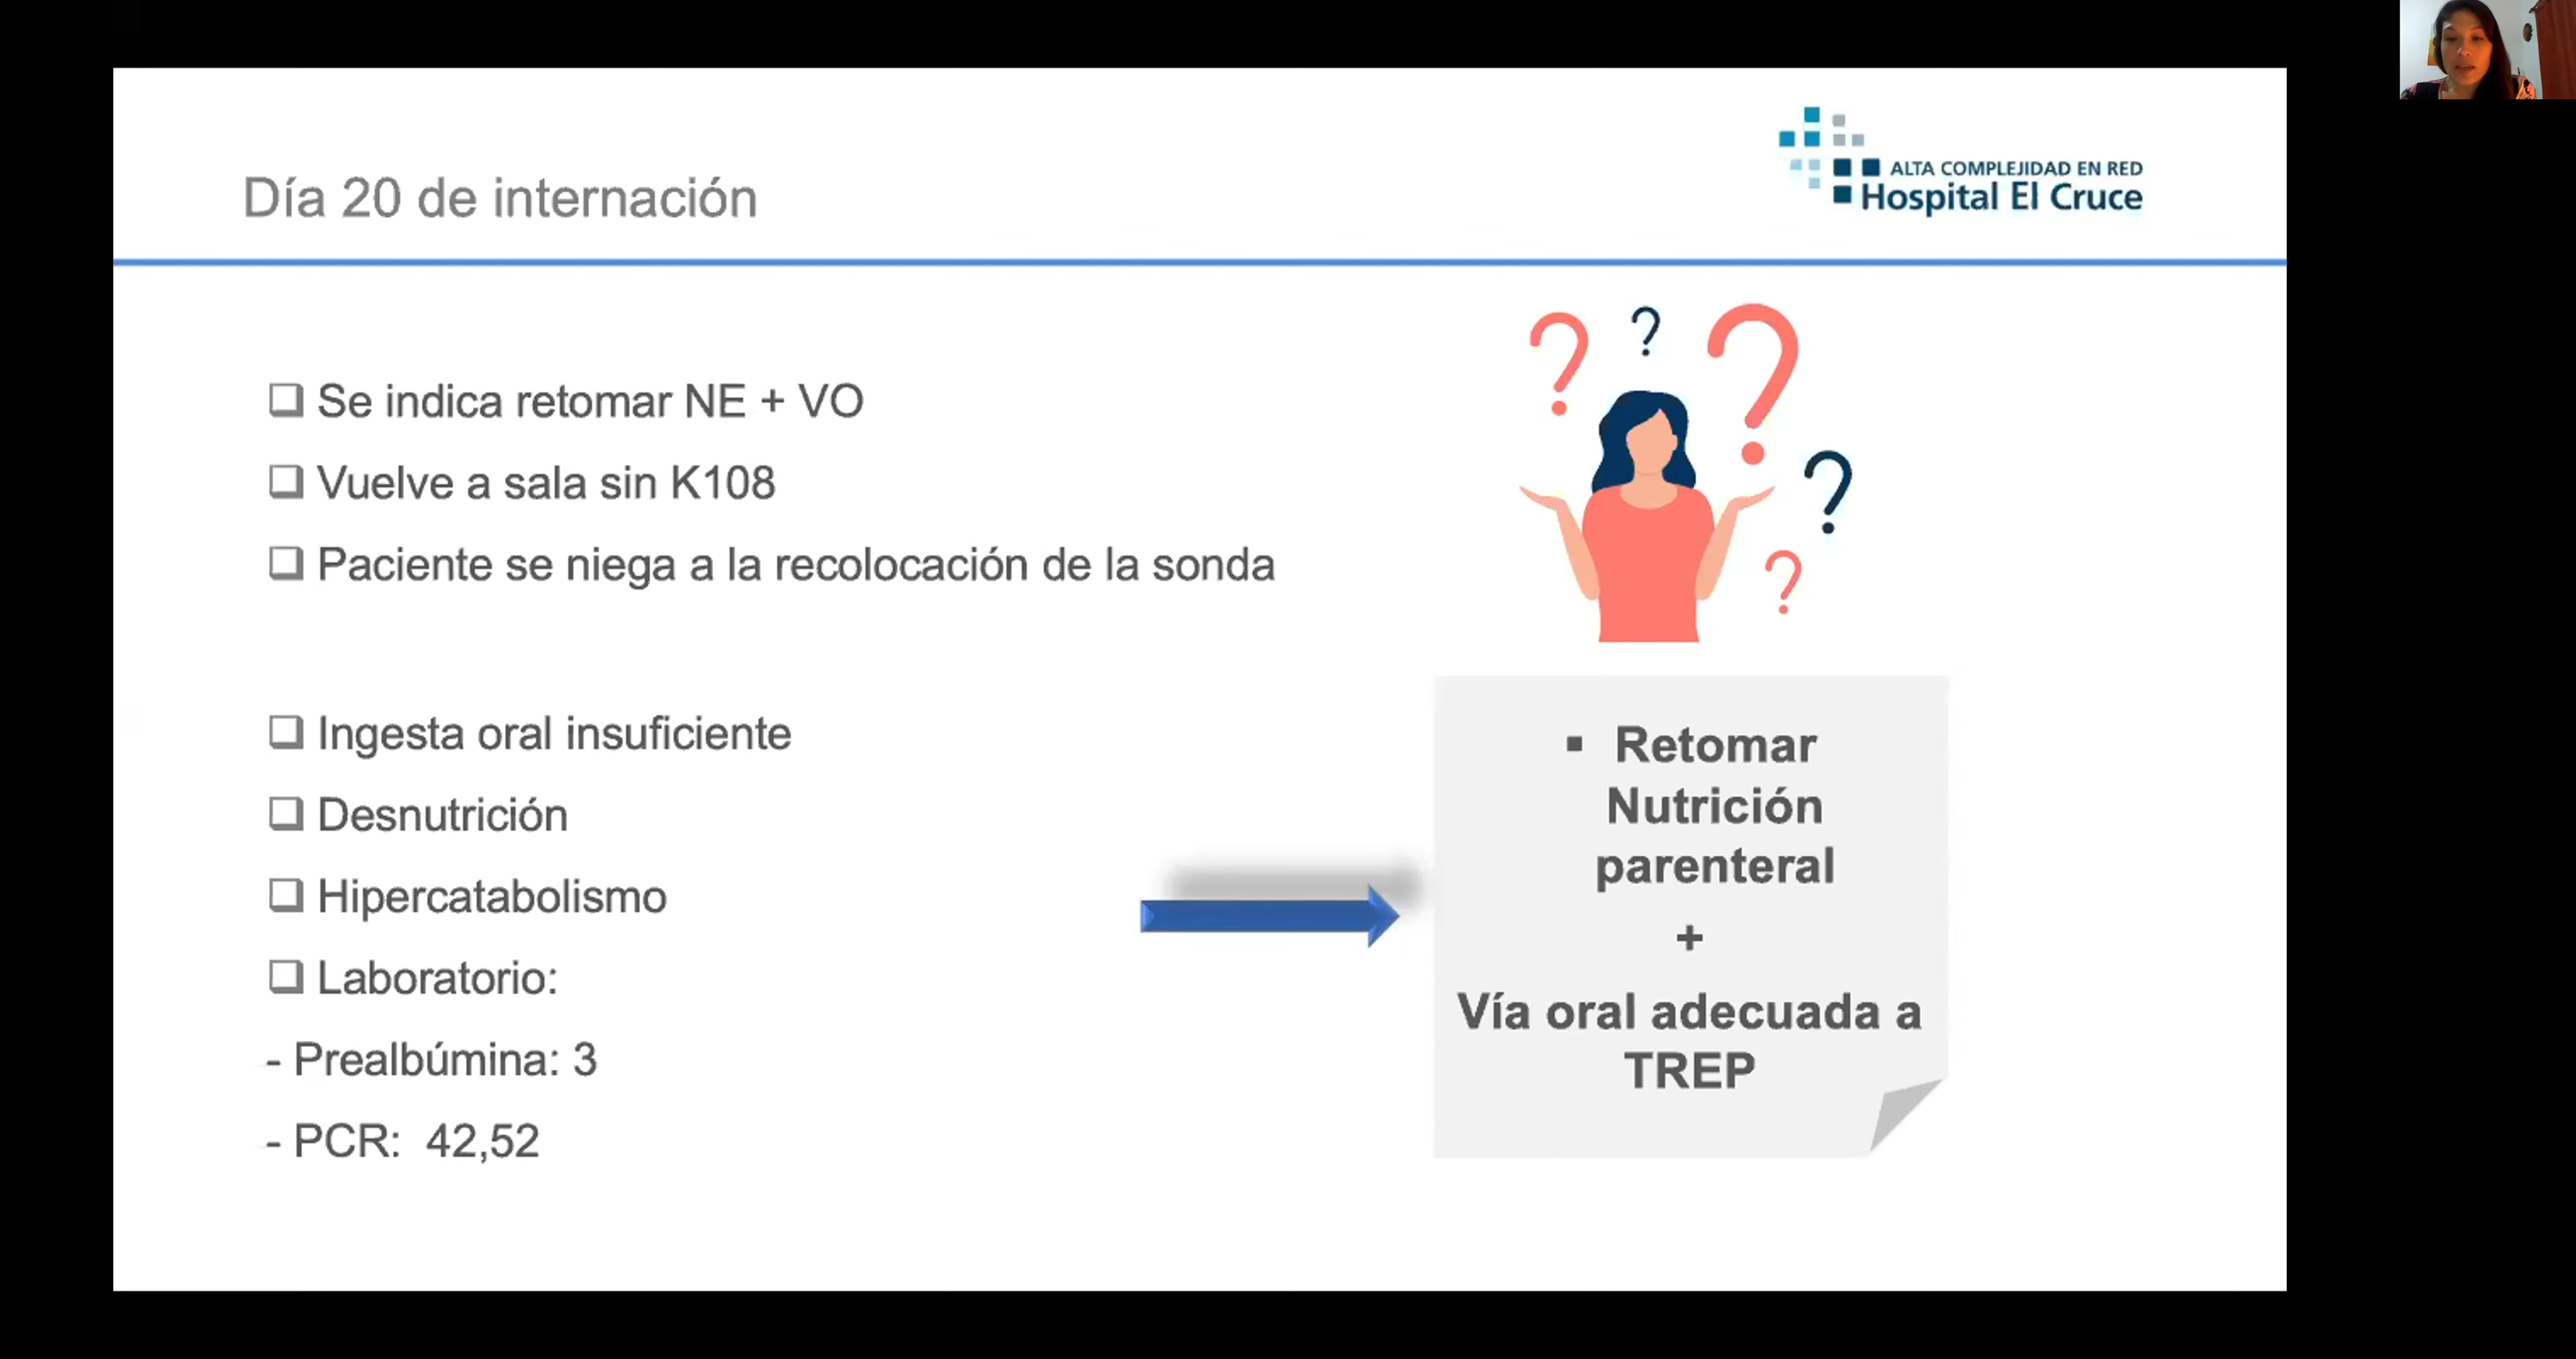 ALTA COMPLEJIDAD EN RED
Hospital El Cruce
Día 20 de internación
Se indica retomar NE + VO
Vuelve a sala sin K108
Paciente se niega a la recolocación de la sonda
Ingesta oral insuficiente
Desnutrición
Hipercatabolismo
Laboratorio:
- Prealbúmina: 3
- PCR: 42,52
? ? ? ? ?
▪ Retomar
Nutrición
parenteral
+
Vía oral adecuada a
TREP